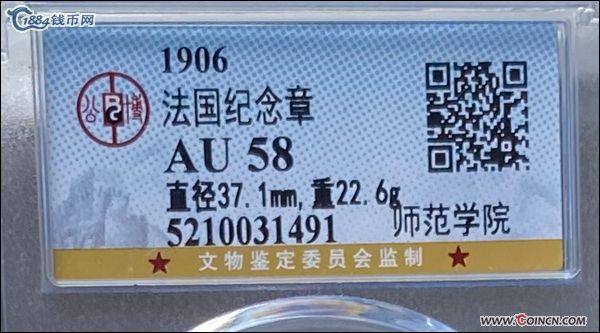 1884钱币网
1906
公博
法国纪念章
AU 58
直径37.1mm,重22.6g
5210031491
师范学院
文物鉴定委员会监制
www.COINCN.com